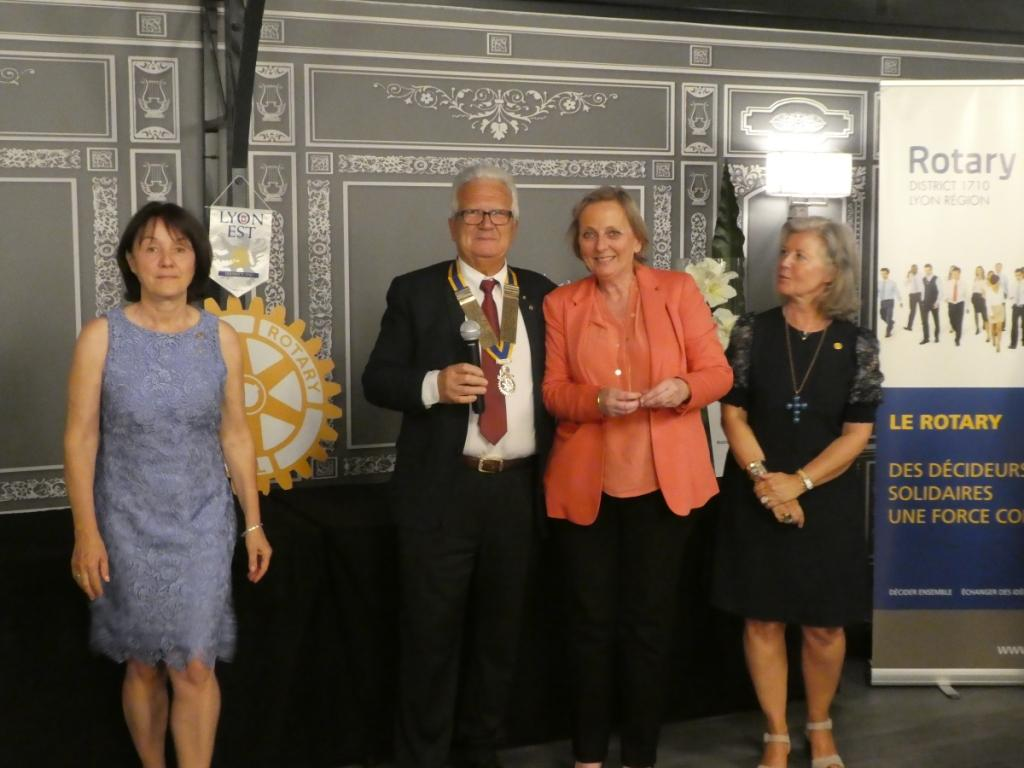 LYON
EST
ROTARY
Rotary
DISTRICT 1710
LYON RÉGION
LE ROTARY
DES DÉCIDEURS
SOLIDAIRES
UNE FORCE CO
DÉCIDER ENSEMBLE ÉCHANGER DES IDÉ
www